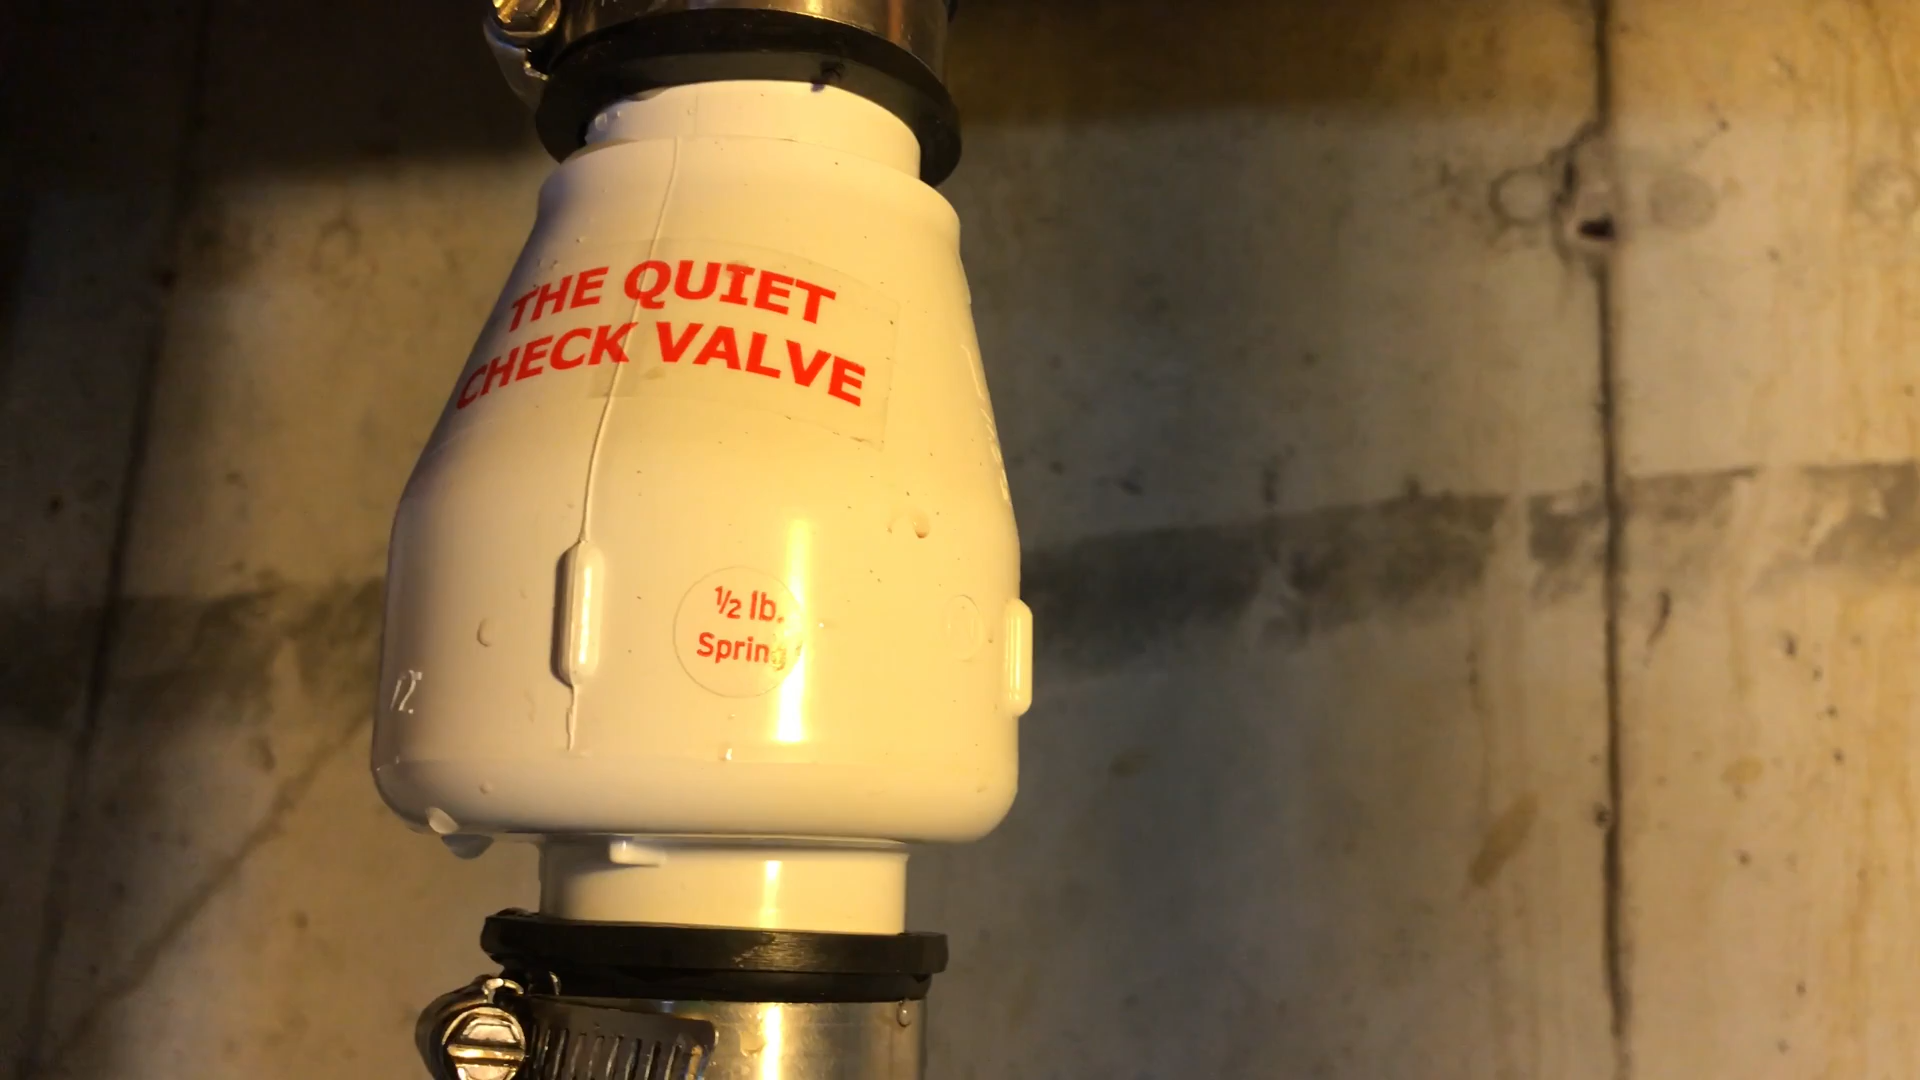 THE QUIET
CHECK VALVE
½ lb.
Spring